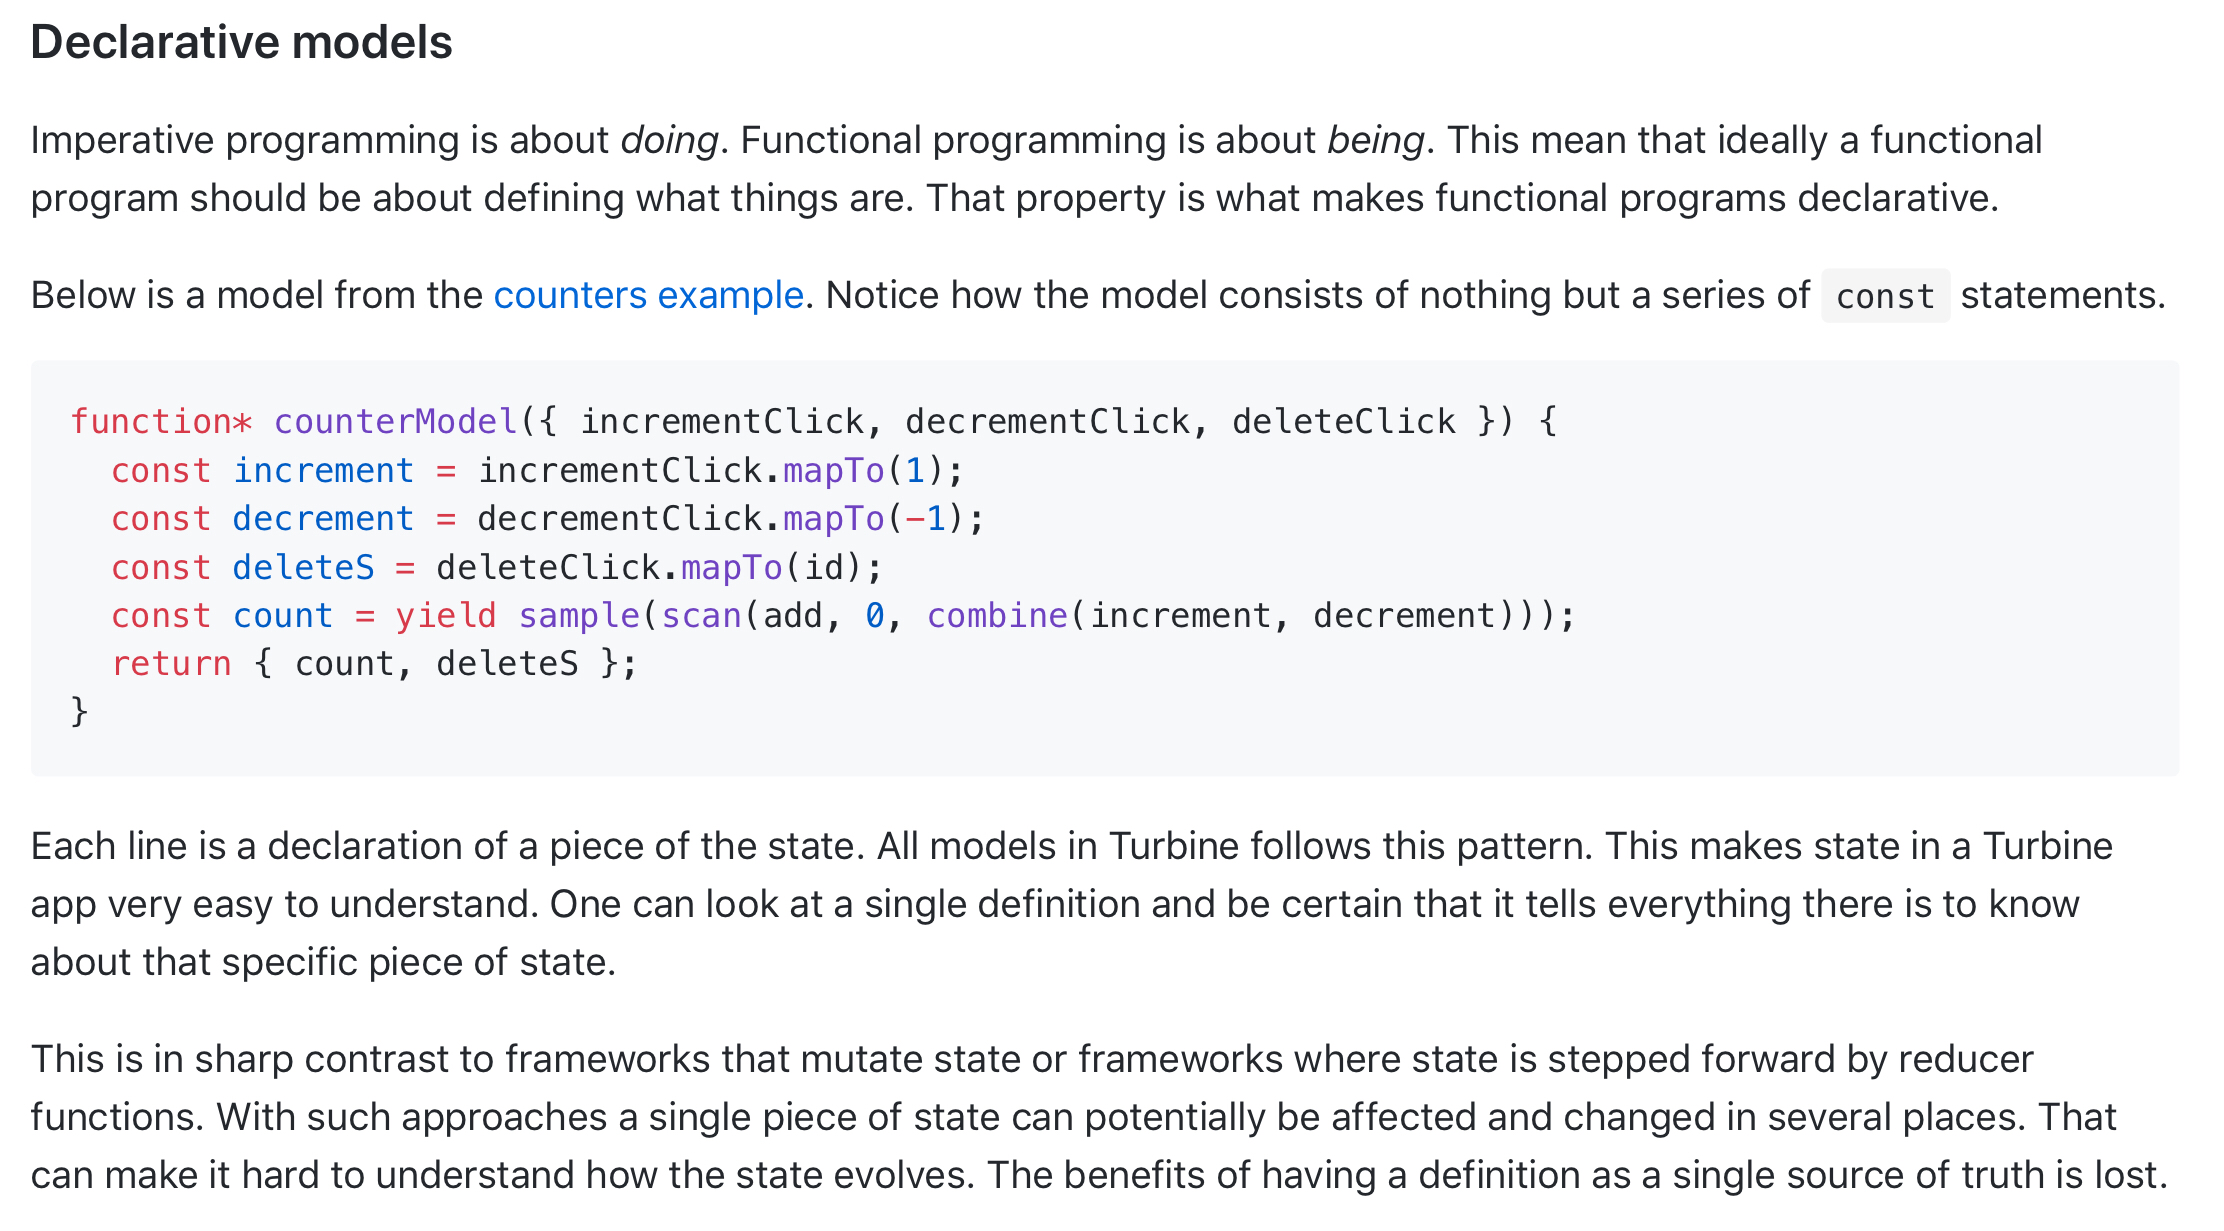 Declarative models
Imperative programming is about doing. Functional programming is about being. This mean that ideally a functional
program should be about defining what things are. That property is what makes functional programs declarative.
Below is a model from the counters example. Notice how the model consists of nothing but a series of const statements.
function* counterModel({ incrementClick, decrementClick, deleteClick }) {
  const increment = incrementClick.mapTo(1);
  const decrement = decrementClick.mapTo(-1);
  const deleteS = deleteClick.mapTo(id);
  const count = yield sample(scan(add, 0, combine(increment, decrement)));
  return { count, deleteS };
}
Each line is a declaration of a piece of the state. All models in Turbine follows this pattern. This makes state in a Turbine
app very easy to understand. One can look at a single definition and be certain that it tells everything there is to know
about that specific piece of state.
This is in sharp contrast to frameworks that mutate state or frameworks where state is stepped forward by reducer
functions. With such approaches a single piece of state can potentially be affected and changed in several places. That
can make it hard to understand how the state evolves. The benefits of having a definition as a single source of truth is lost.